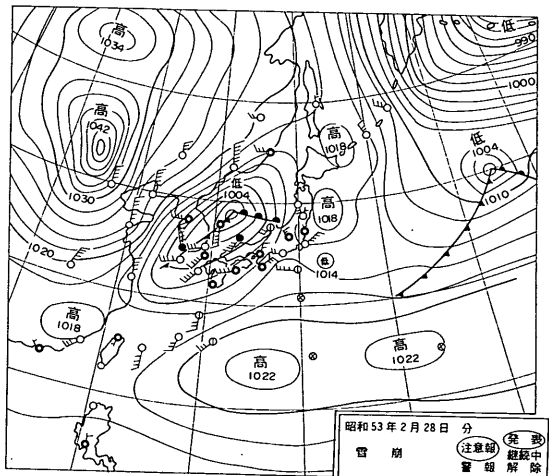 高
1034
高
1042
1030
1020
高
1018
低
1004
高
1018
高
1018
低
1014
低
990
1000
低
1004
1010
高
1022
高
1022
昭和53年2月28日 分
雪 崩
注意報 発表
継続中
警報 解除